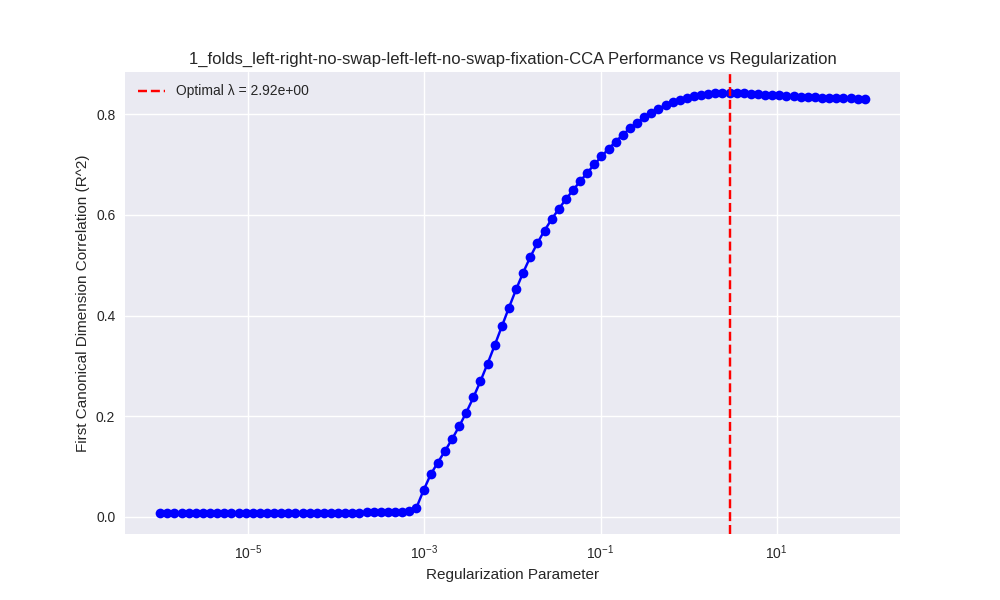 1_folds_left-right-no-swap-left-left-no-swap-fixation-CCA Performance vs Regularization
Optimal λ = 2.92e+00
First Canonical Dimension Correlation (R^2)
0.8
0.6
0.4
0.2
0.0
10⁻⁵
10⁻³
10⁻¹
10¹
Regularization Parameter